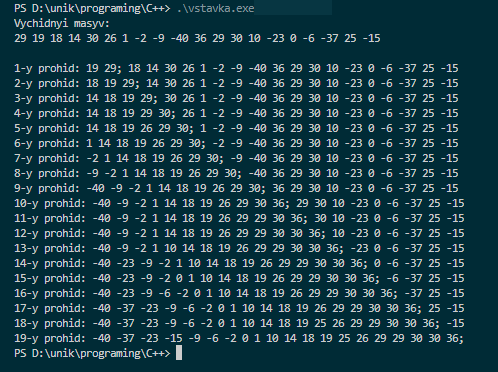 PS D:\unik\programing\C++> .\vstavka.exe
Vychidnyi masyv:
29 19 18 14 30 26 1 -2 -9 -40 36 29 30 10 -23 0 -6 -37 25 -15
1-y prohid: 19 29; 18 14 30 26 1 -2 -9 -40 36 29 30 10 -23 0 -6 -37 25 -15
2-y prohid: 18 19 29; 14 30 26 1 -2 -9 -40 36 29 30 10 -23 0 -6 -37 25 -15
3-y prohid: 14 18 19 29; 30 26 1 -2 -9 -40 36 29 30 10 -23 0 -6 -37 25 -15
4-y prohid: 14 18 19 29 30; 26 1 -2 -9 -40 36 29 30 10 -23 0 -6 -37 25 -15
5-y prohid: 14 18 19 26 29 30; 1 -2 -9 -40 36 29 30 10 -23 0 -6 -37 25 -15
6-y prohid: 1 14 18 19 26 29 30; -2 -9 -40 36 29 30 10 -23 0 -6 -37 25 -15
7-y prohid: -2 1 14 18 19 26 29 30; -9 -40 36 29 30 10 -23 0 -6 -37 25 -15
8-y prohid: -9 -2 1 14 18 19 26 29 30; -40 36 29 30 10 -23 0 -6 -37 25 -15
9-y prohid: -40 -9 -2 1 14 18 19 26 29 30; 36 29 30 10 -23 0 -6 -37 25 -15
10-y prohid: -40 -9 -2 1 14 18 19 26 29 30 36; 29 30 10 -23 0 -6 -37 25 -15
11-y prohid: -40 -9 -2 1 14 18 19 26 29 29 30 36; 30 10 -23 0 -6 -37 25 -15
12-y prohid: -40 -9 -2 1 14 18 19 26 29 29 30 30 36; 10 -23 0 -6 -37 25 -15
13-y prohid: -40 -9 -2 1 10 14 18 19 26 29 29 30 30 36; -23 0 -6 -37 25 -15
14-y prohid: -40 -23 -9 -2 1 10 14 18 19 26 29 29 30 30 36; 0 -6 -37 25 -15
15-y prohid: -40 -23 -9 -2 0 1 10 14 18 19 26 29 29 30 30 36; -6 -37 25 -15
16-y prohid: -40 -23 -9 -6 -2 0 1 10 14 18 19 26 29 29 30 30 36; -37 25 -15
17-y prohid: -40 -37 -23 -9 -6 -2 0 1 10 14 18 19 26 29 29 30 30 36; 25 -15
18-y prohid: -40 -37 -23 -9 -6 -2 0 1 10 14 18 19 25 26 29 29 30 30 36; -15
19-y prohid: -40 -37 -23 -15 -9 -6 -2 0 1 10 14 18 19 25 26 29 29 30 30 36;
PS D:\unik\programing\C++>